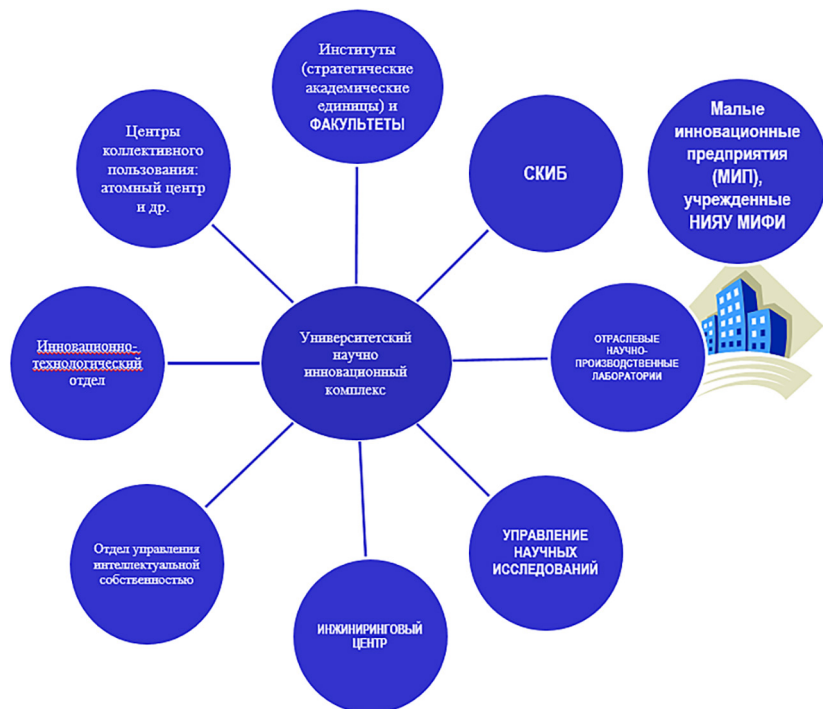 Институты
(стратегические
академические
единицы) и
ФАКУЛЬТЕТЫ
Малые
инновационные
предприятия
(МИП),
учрежденные
НИЯУ МИФИ
Центры
коллективного
пользования:
атомный центр
и др.
СКИБ
Инновационно-
технологический
отдел
Университетский
научно
инновационный
комплекс
ОТРАСЛЕВЫЕ
НАУЧНО-
ПРОИЗВОДСТВЕННЫЕ
ЛАБОРАТОРИИ
Отдел управления
интеллектуальной
собственностью
УПРАВЛЕНИЕ
НАУЧНЫХ
ИССЛЕДОВАНИЙ
ИНЖИНИРИНГОВЫЙ
ЦЕНТР